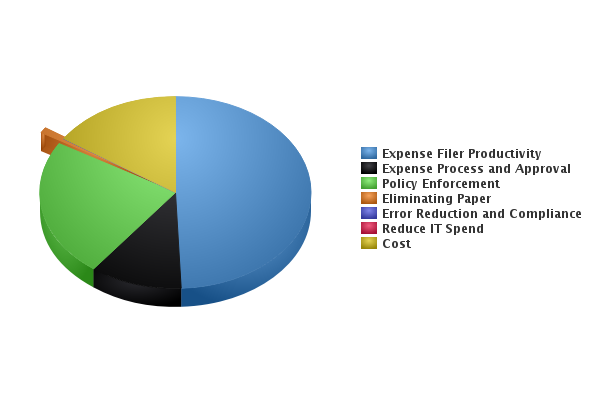 Expense Filer Productivity
Expense Process and Approval
Policy Enforcement
Eliminating Paper
Error Reduction and Compliance
Reduce IT Spend
Cost